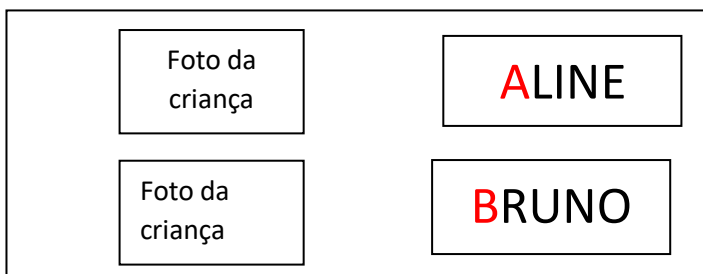 Foto da
criança
ALINE
Foto da
criança
BRUNO